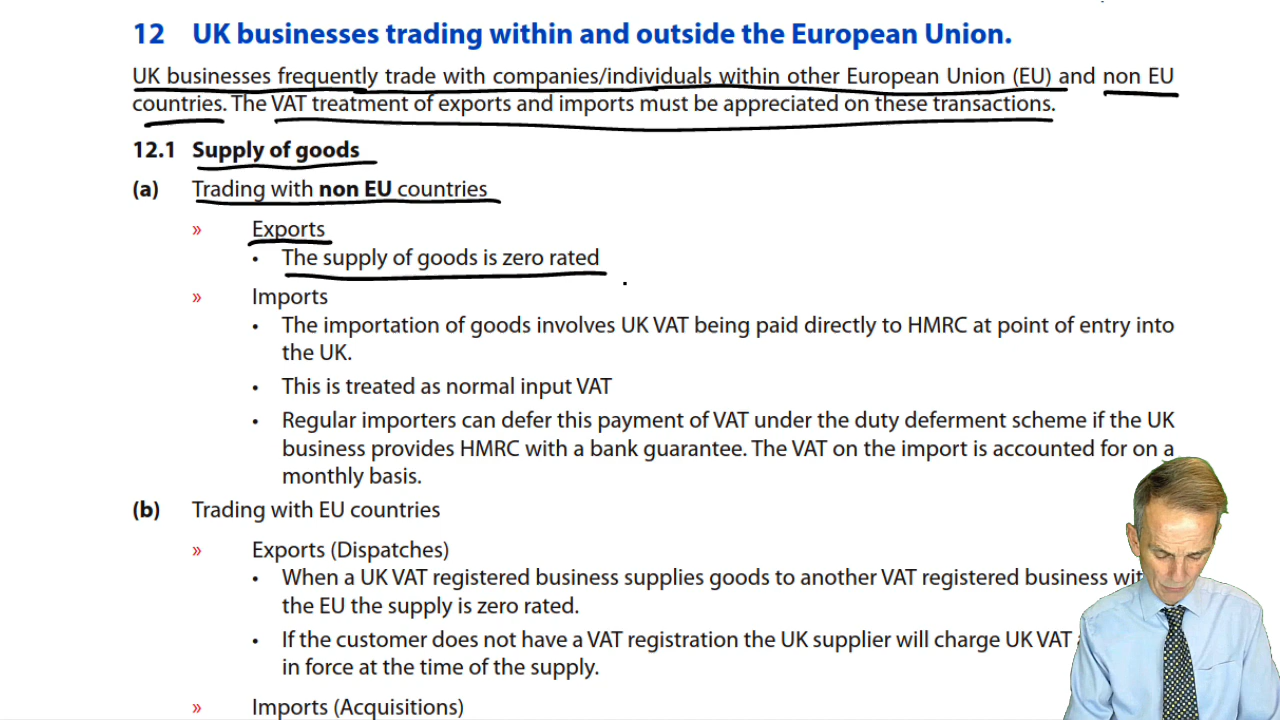 12 UK businesses trading within and outside the European Union.
UK businesses frequently trade with companies/individuals within other European Union (EU) and non EU
countries. The VAT treatment of exports and imports must be appreciated on these transactions.
12.1 Supply of goods
(a) Trading with non EU countries
» Exports
• The supply of goods is zero rated
» Imports
• The importation of goods involves UK VAT being paid directly to HMRC at point of entry into
the UK.
• This is treated as normal input VAT
• Regular importers can defer this payment of VAT under the duty deferment scheme if the UK
business provides HMRC with a bank guarantee. The VAT on the import is accounted for on a
monthly basis.
(b) Trading with EU countries
» Exports (Dispatches)
• When a UK VAT registered business supplies goods to another VAT registered business
the EU the supply is zero rated.
• If the customer does not have a VAT registration the UK supplier will charge UK VAT
in force at the time of the supply.
» Imports (Acquisitions)